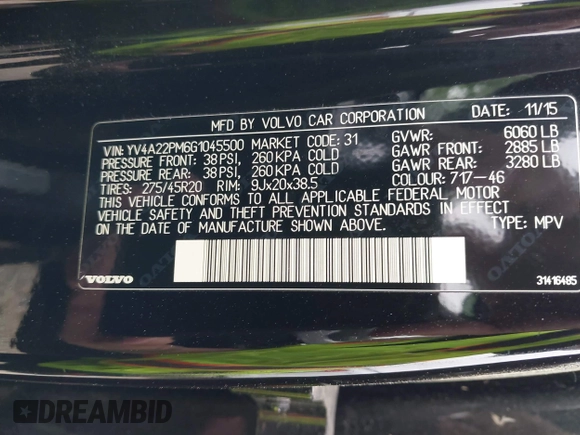 MFD BY VOLVO CAR CORPORATION DATE: 11/15
VIN: YV4A22PM6G1045500 MARKET CODE: 31 GVWR: 6060 LB
PRESSURE FRONT: 38 PSI, 260 KPA COLD GAWR FRONT: 2885 LB
PRESSURE REAR: 38 PSI, 260 KPA COLD GAWR REAR: 3280 LB
TIRES: 275/45R20 RIM: 9Jx20x38.5 COLOUR: 717-46
THIS VEHICLE CONFORMS TO ALL APPLICABLE FEDERAL MOTOR
VEHICLE SAFETY AND THEFT PREVENTION STANDARDS IN EFFECT
ON THE DATE OF MANUFACTURE SHOWN ABOVE. TYPE: MPV
VOLVO 31416485
DREAMBID